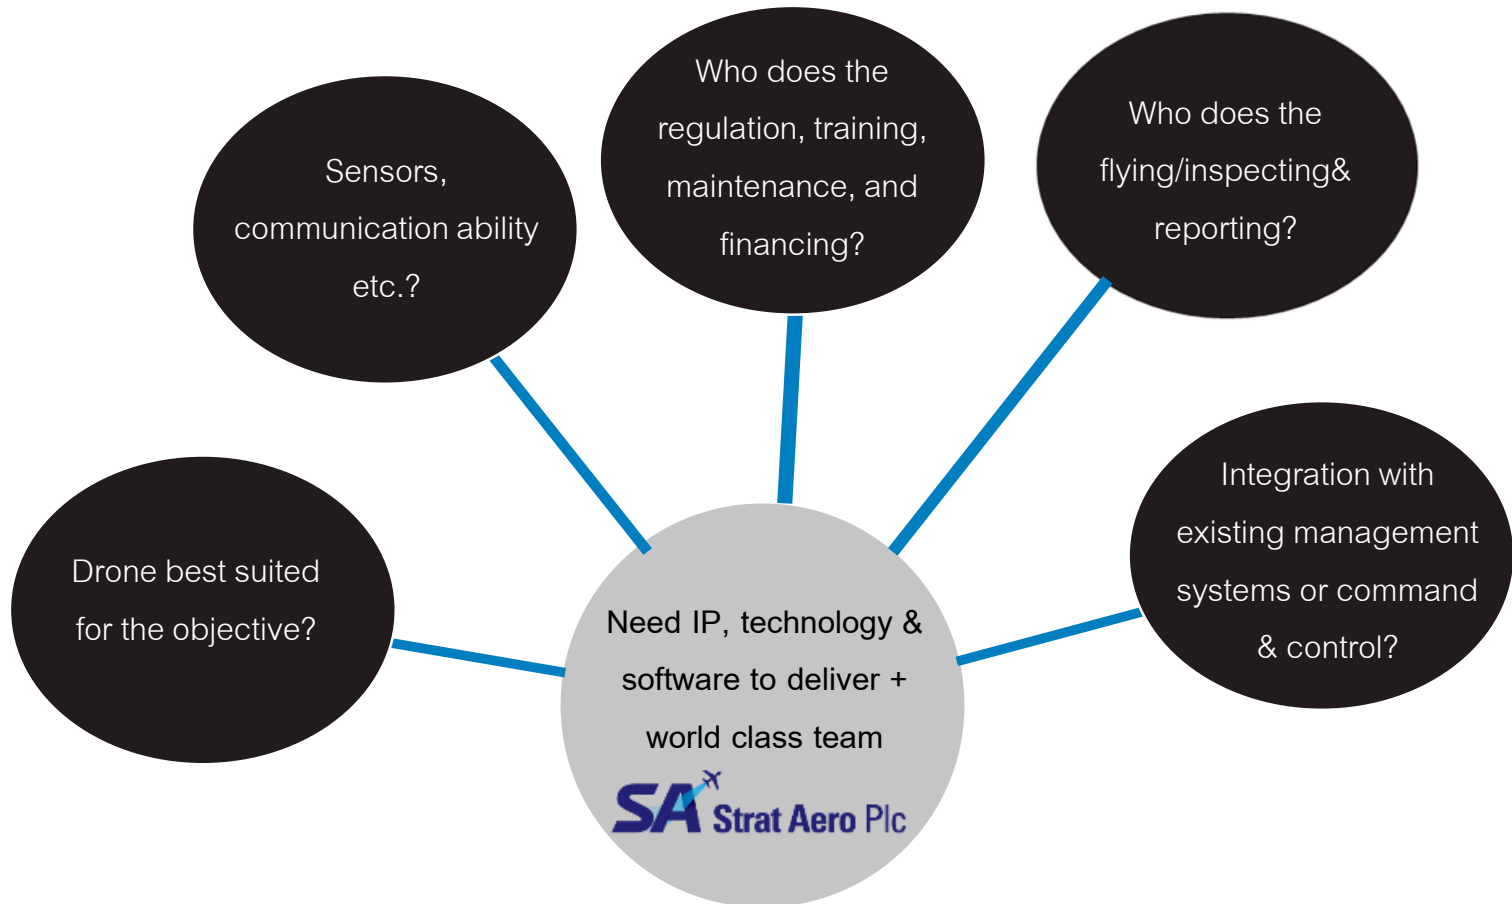 Who does the
regulation, training,
maintenance, and
financing?
Who does the
flying/inspecting&
reporting?
Sensors,
communication ability
etc.?
Integration with
existing management
systems or command
& control?
Drone best suited
for the objective?
Need IP, technology &
software to deliver +
world class team
SA Strat Aero Plc